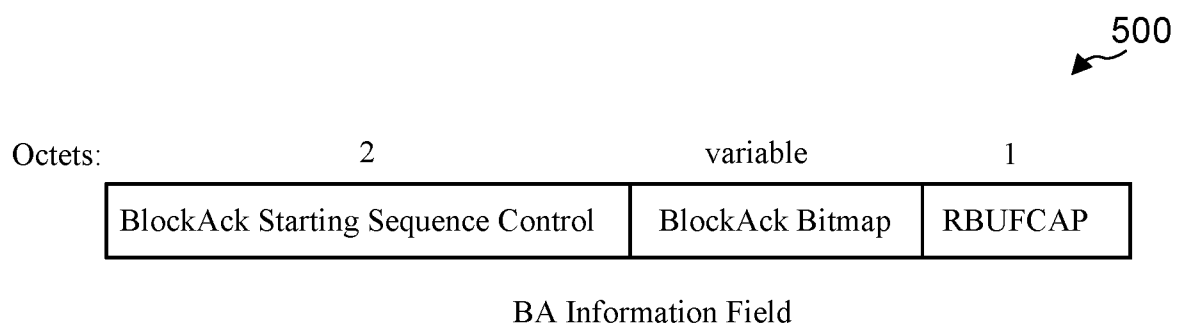 500
Octets: 2 variable 1
BlockAck Starting Sequence Control BlockAck Bitmap RBUFCAP
BA Information Field